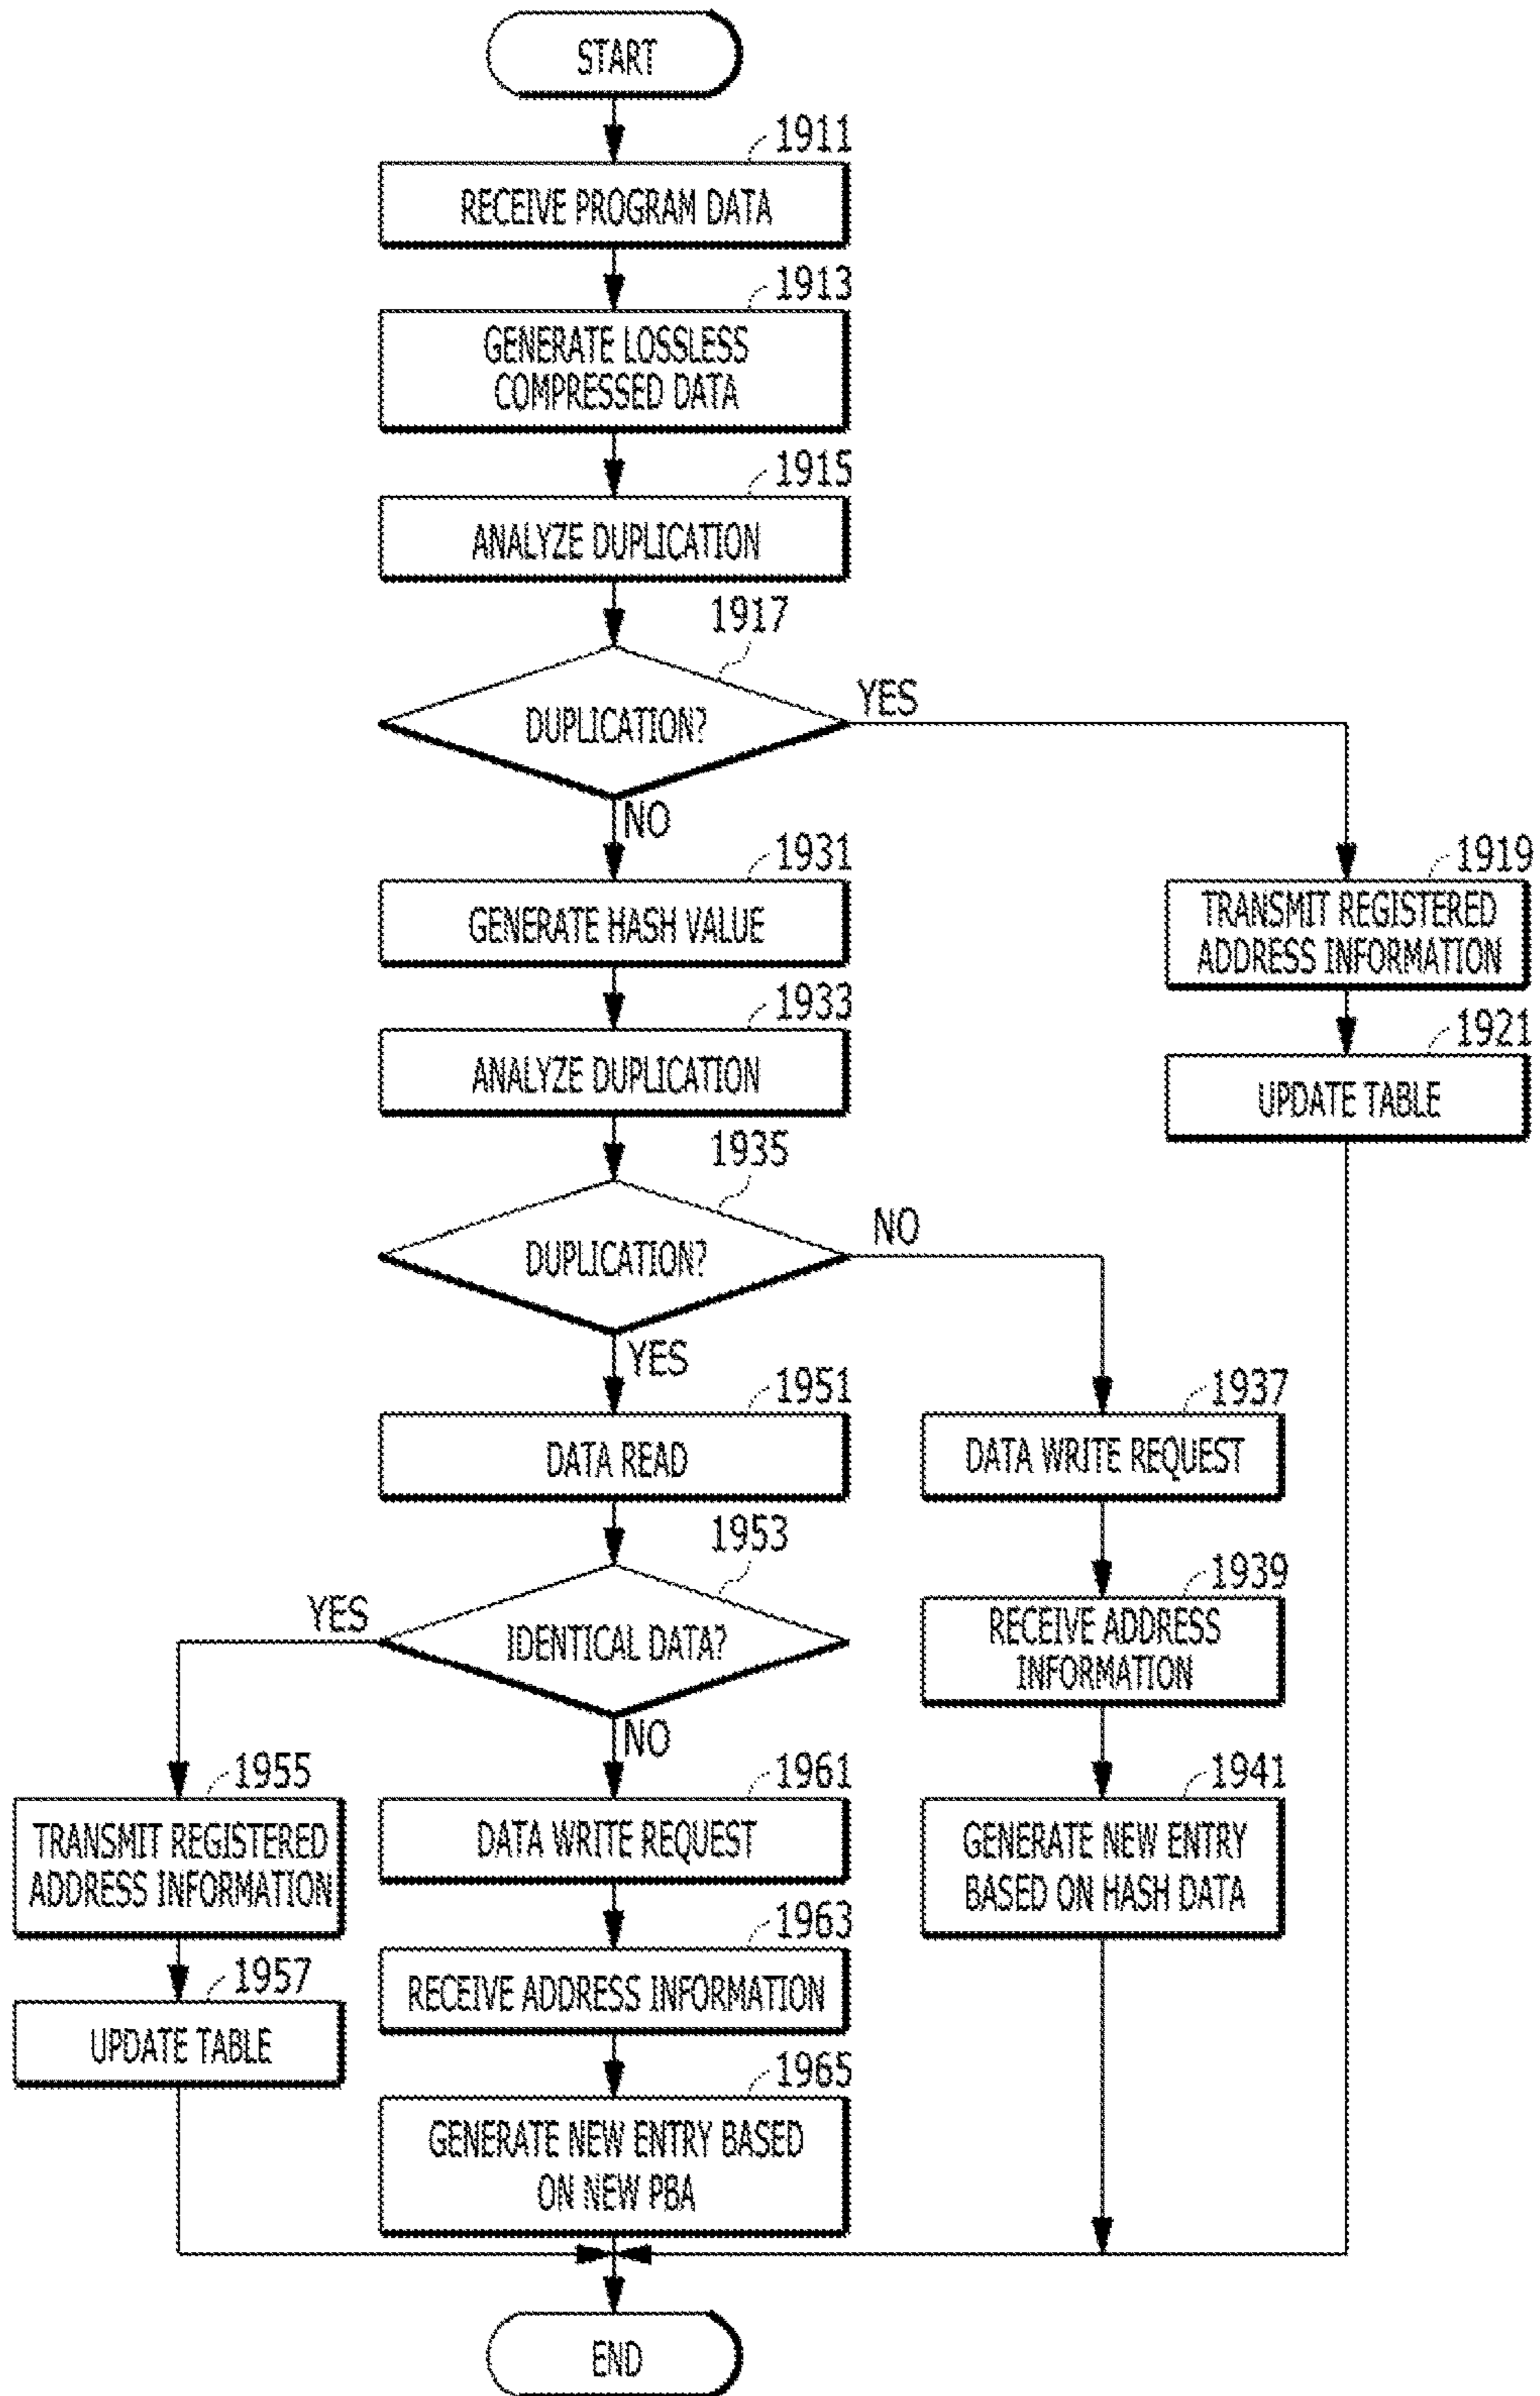 START
1911
RECEIVE PROGRAM DATA
1913
GENERATE LOSSLESS
COMPRESSED DATA
1915
ANALYZE DUPLICATION
1917
DUPLICATION?
YES
NO
1931
GENERATE HASH VALUE
1919
TRANSMIT REGISTERED
ADDRESS INFORMATION
1933
ANALYZE DUPLICATION
1921
UPDATE TABLE
1935
DUPLICATION?
NO
YES
1951
DATA READ
1937
DATA WRITE REQUEST
1953
IDENTICAL DATA?
YES
NO
1939
RECEIVE ADDRESS
INFORMATION
1955
TRANSMIT REGISTERED
ADDRESS INFORMATION
1961
DATA WRITE REQUEST
1941
GENERATE NEW ENTRY
BASED ON HASH DATA
1963
RECEIVE ADDRESS INFORMATION
1957
UPDATE TABLE
1965
GENERATE NEW ENTRY BASED
ON NEW PBA
END